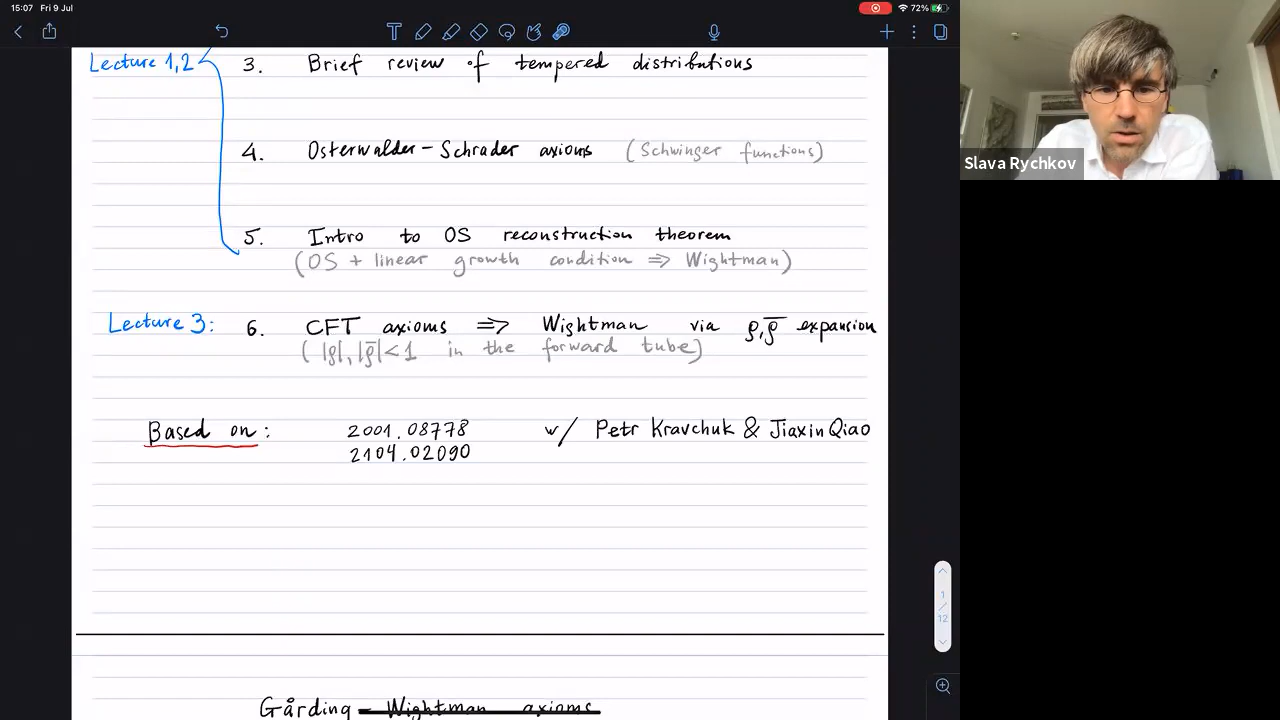 15:07 Fri 9 Jul
72%
Lecture 1,2
3. Brief review of tempered distributions
4. Osterwalder - Schrader axioms (Schwinger functions)
5. Intro to OS reconstruction theorem
(OS + linear growth condition ⇒ Wightman)
Lecture 3:
6. CFT axioms ⇒ Wightman via ρ,ρ̅ expansion
(|ρ|,|ρ̅|<1 in the forward tube)
Based on: 2001.08778 w/ Petr Kravchuk & Jiaxin Qiao
2104.02090
Gårding - Wightman axioms
Slava Rychkov
1
/
12